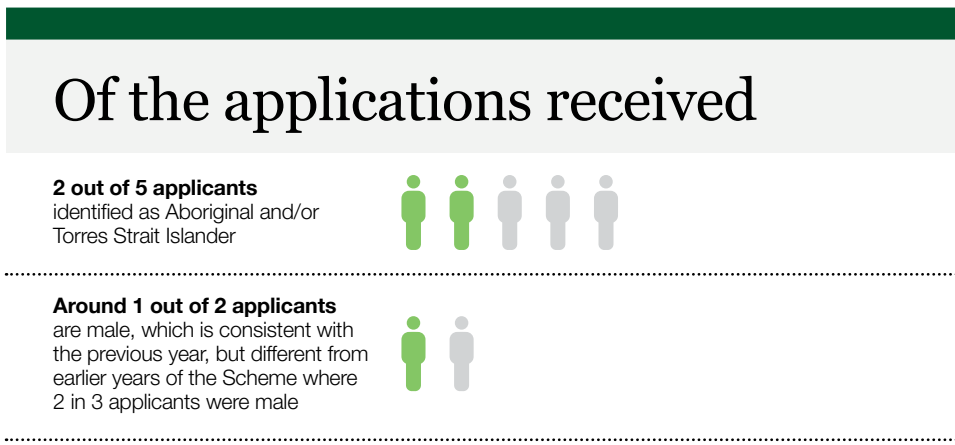 Of the applications received
2 out of 5 applicants
identified as Aboriginal and/or
Torres Strait Islander
Around 1 out of 2 applicants
are male, which is consistent with
the previous year, but different from
earlier years of the Scheme where
2 in 3 applicants were male